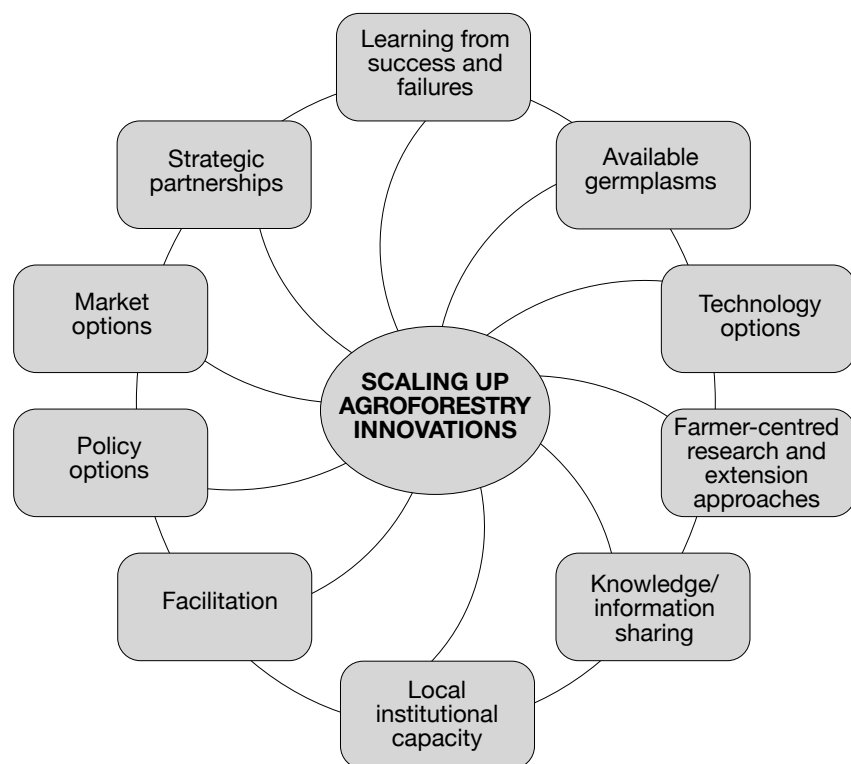 Learning from
success and
failures
Available
germplasms
Technology
options
Farmer-centred
research and
extension
approaches
Knowledge/
information
sharing
Local
institutional
capacity
Facilitation
Policy
options
Market
options
Strategic
partnerships
SCALING UP
AGROFORESTRY
INNOVATIONS